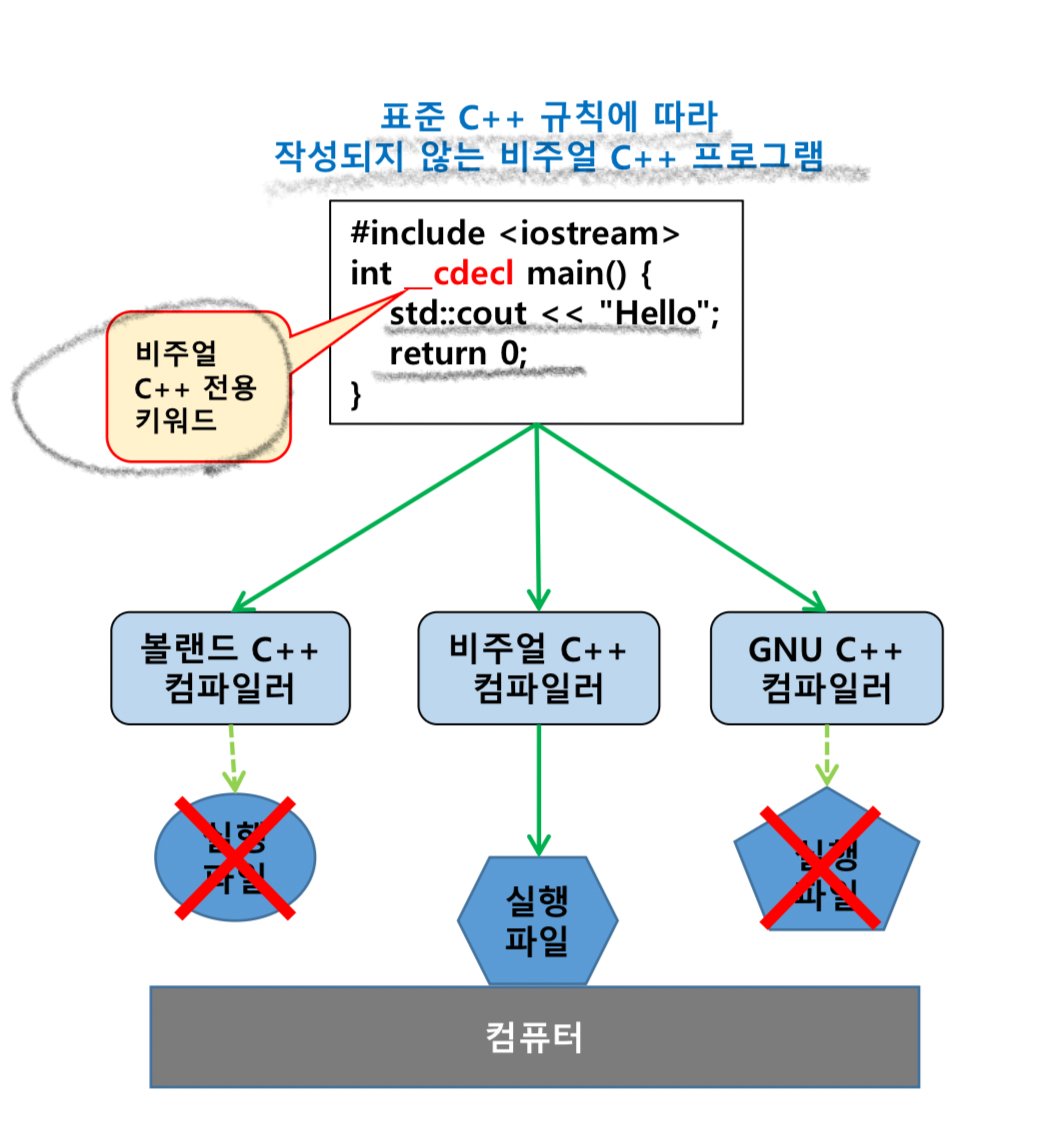 표준 C++ 규칙에 따라
작성되지 않는 비주얼 C++ 프로그램
#include <iostream>
int __cdecl main() {
std::cout << "Hello";
return 0;
}
비주얼
C++ 전용
키워드
볼랜드 C++
컴파일러
비주얼 C++
컴파일러
GNU C++
컴파일러
실행
파일
실행
파일
실행
파일
컴퓨터